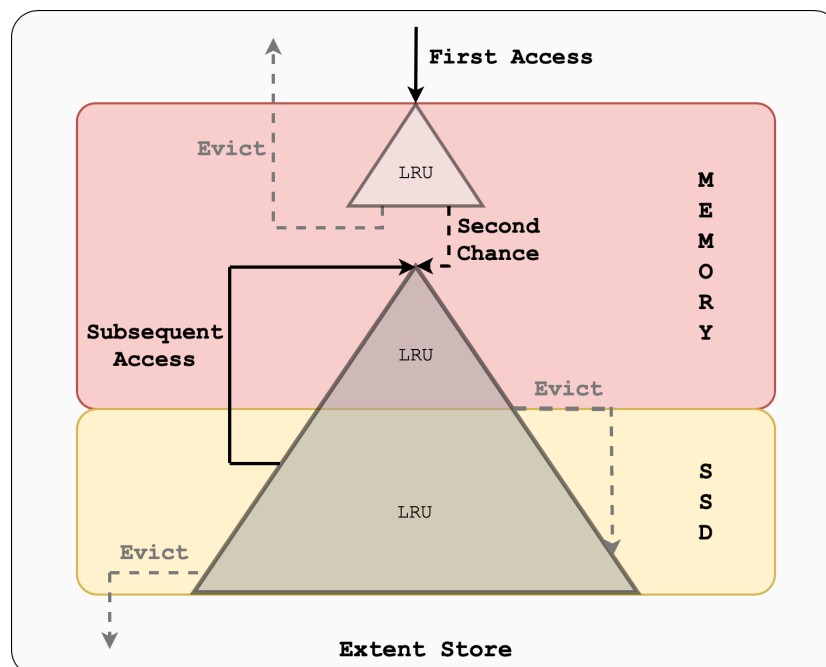 First Access
Evict
LRU
M
E
M
O
R
Y
Second
Chance
Subsequent
Access
LRU
Evict
S
S
D
LRU
Evict
Extent Store